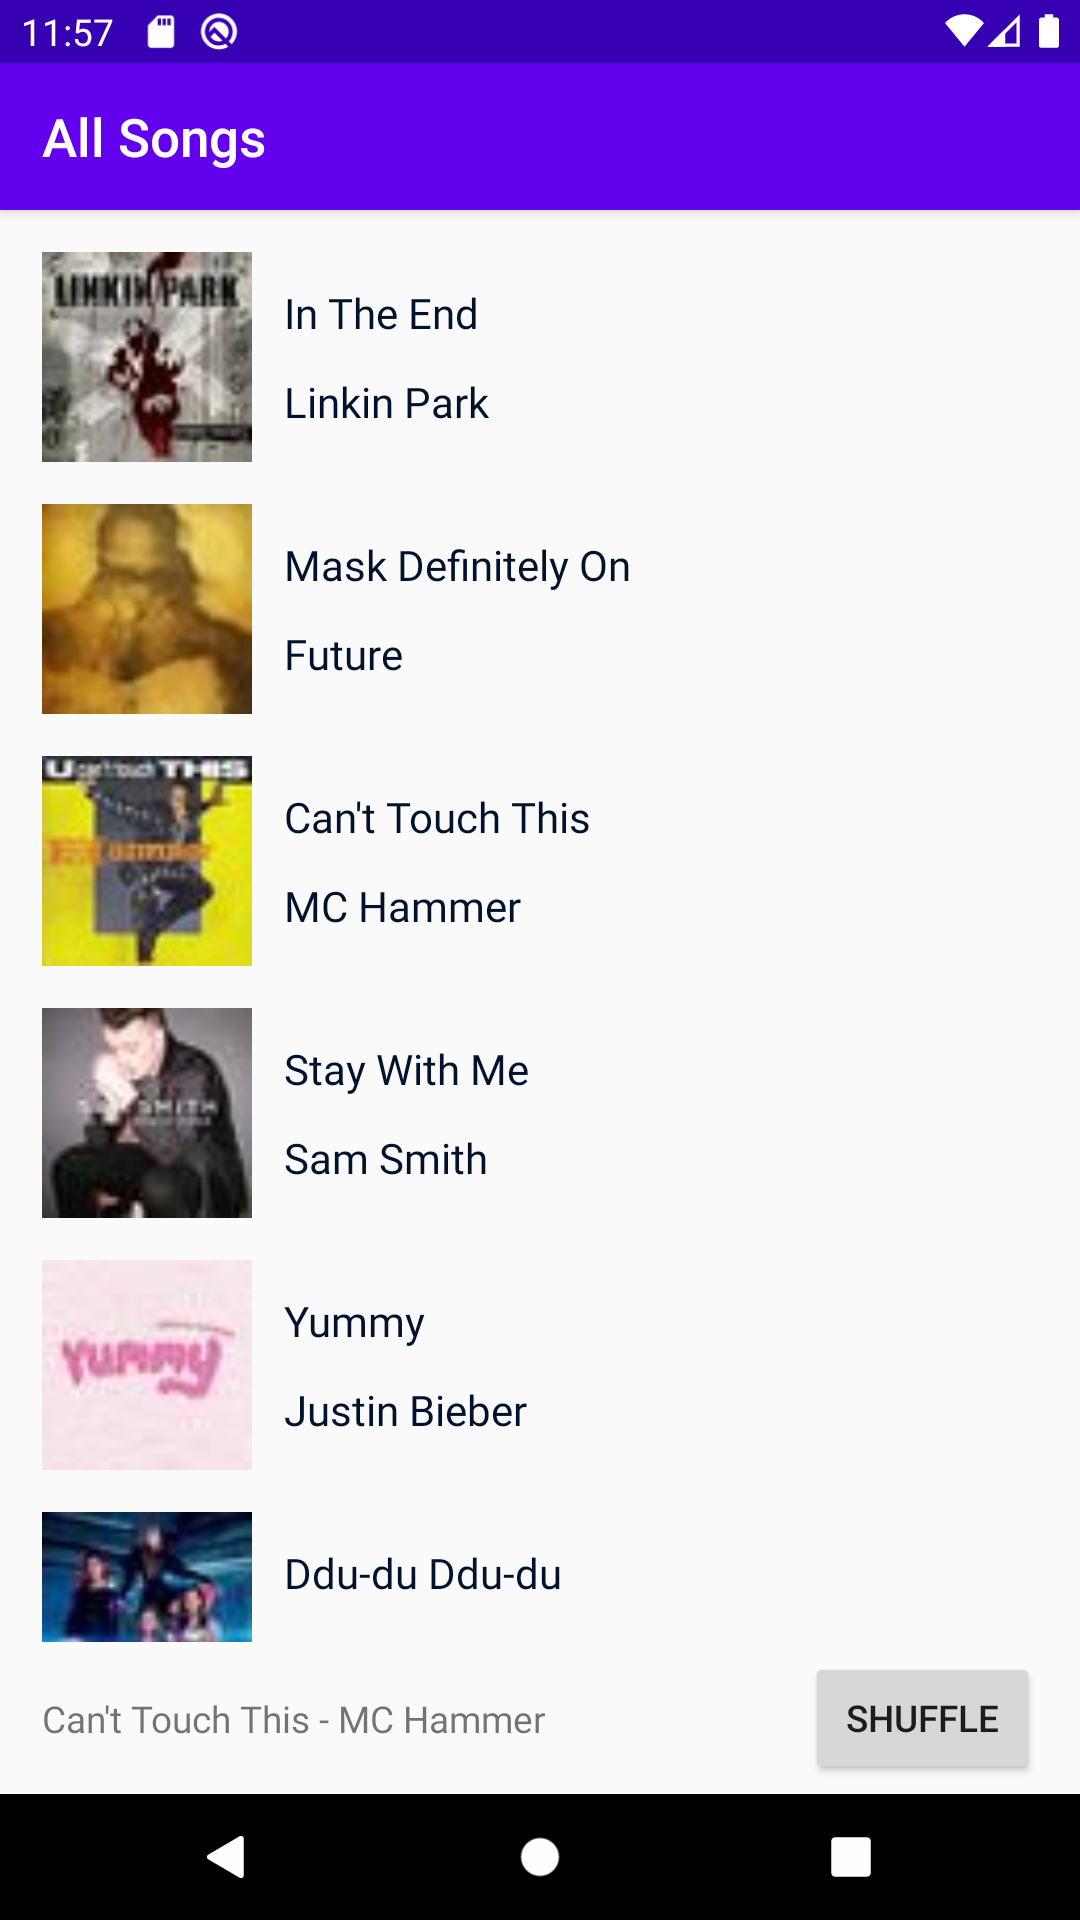 11:57
All Songs
LINKIN PARK
In The End
Linkin Park
Mask Definitely On
Future
U can't touch THIS
Can't Touch This
MC Hammer
SMITH
Stay With Me
Sam Smith
Yummy
Yummy
Justin Bieber
Ddu-du Ddu-du
Can't Touch This - MC Hammer
SHUFFLE